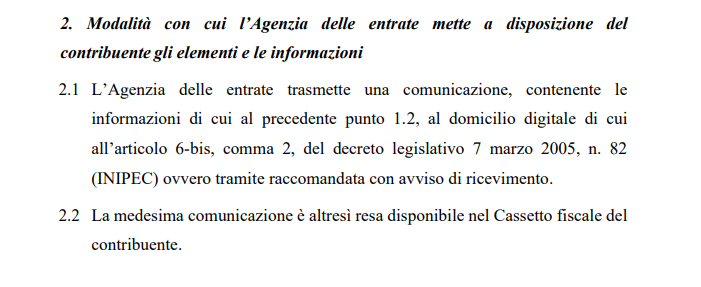 2. Modalità con cui l’Agenzia delle entrate mette a disposizione del
contribuente gli elementi e le informazioni
2.1 L’Agenzia delle entrate trasmette una comunicazione, contenente le
informazioni di cui al precedente punto 1.2, al domicilio digitale di cui
all’articolo 6-bis, comma 2, del decreto legislativo 7 marzo 2005, n. 82
(INIPEC) ovvero tramite raccomandata con avviso di ricevimento.
2.2 La medesima comunicazione è altresì resa disponibile nel Cassetto fiscale del
contribuente.